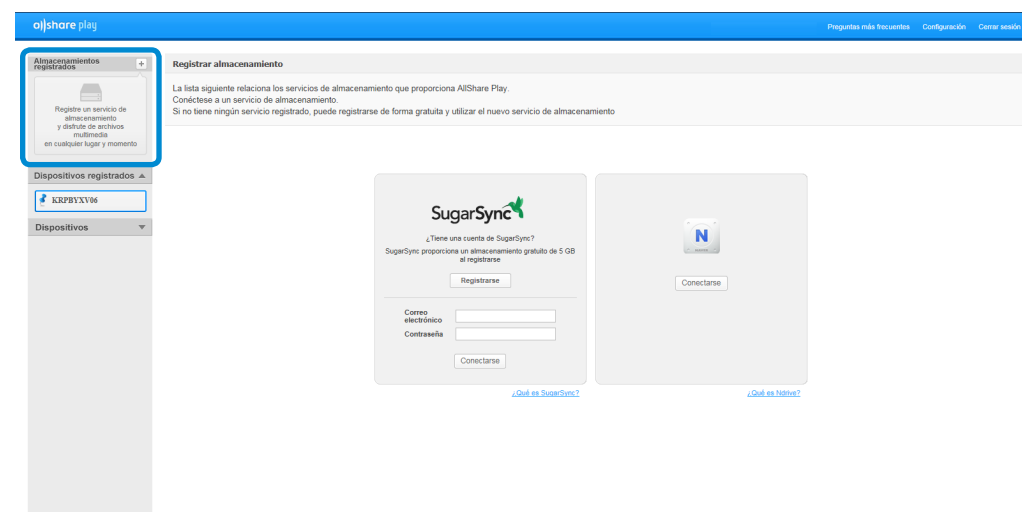 allshare play
Preguntas más frecuentes Configuración Cerrar sesión
Almacenamientos
registrados
+
Registre un servicio de
almacenamiento
y disfrute de archivos
multimedia
en cualquier lugar y momento
Dispositivos registrados
KRPBYXV06
Dispositivos
Registrar almacenamiento
La lista siguiente relaciona los servicios de almacenamiento que proporciona AllShare Play.
Conéctese a un servicio de almacenamiento.
Si no tiene ningún servicio registrado, puede registrarse de forma gratuita y utilizar el nuevo servicio de almacenamiento
SugarSync
¿Tiene una cuenta de SugarSync?
SugarSync proporciona un almacenamiento gratuito de 5 GB
al registrarse
Registrarse
Correo
electrónico
Contraseña
Conectarse
¿Qué es SugarSync?
N
Conectarse
¿Qué es Ndrive?